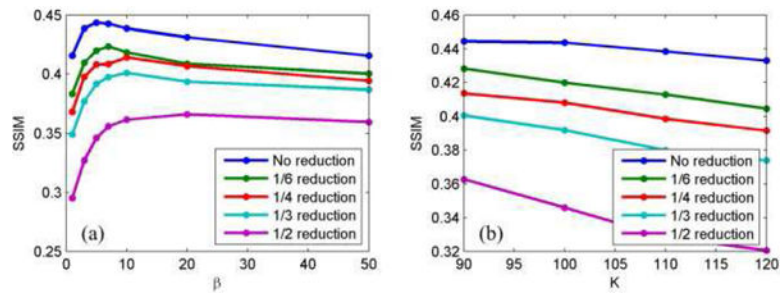 0.45
0.4
0.35
0.3
0.25
SSIM
0 10 20 30 40 50
β
(a)
No reduction
1/6 reduction
1/4 reduction
1/3 reduction
1/2 reduction
0.46
0.44
0.42
0.4
0.38
0.36
0.34
0.32
SSIM
90 95 100 105 110 115 120
K
(b)
No reduction
1/6 reduction
1/4 reduction
1/3 reduction
1/2 reduction